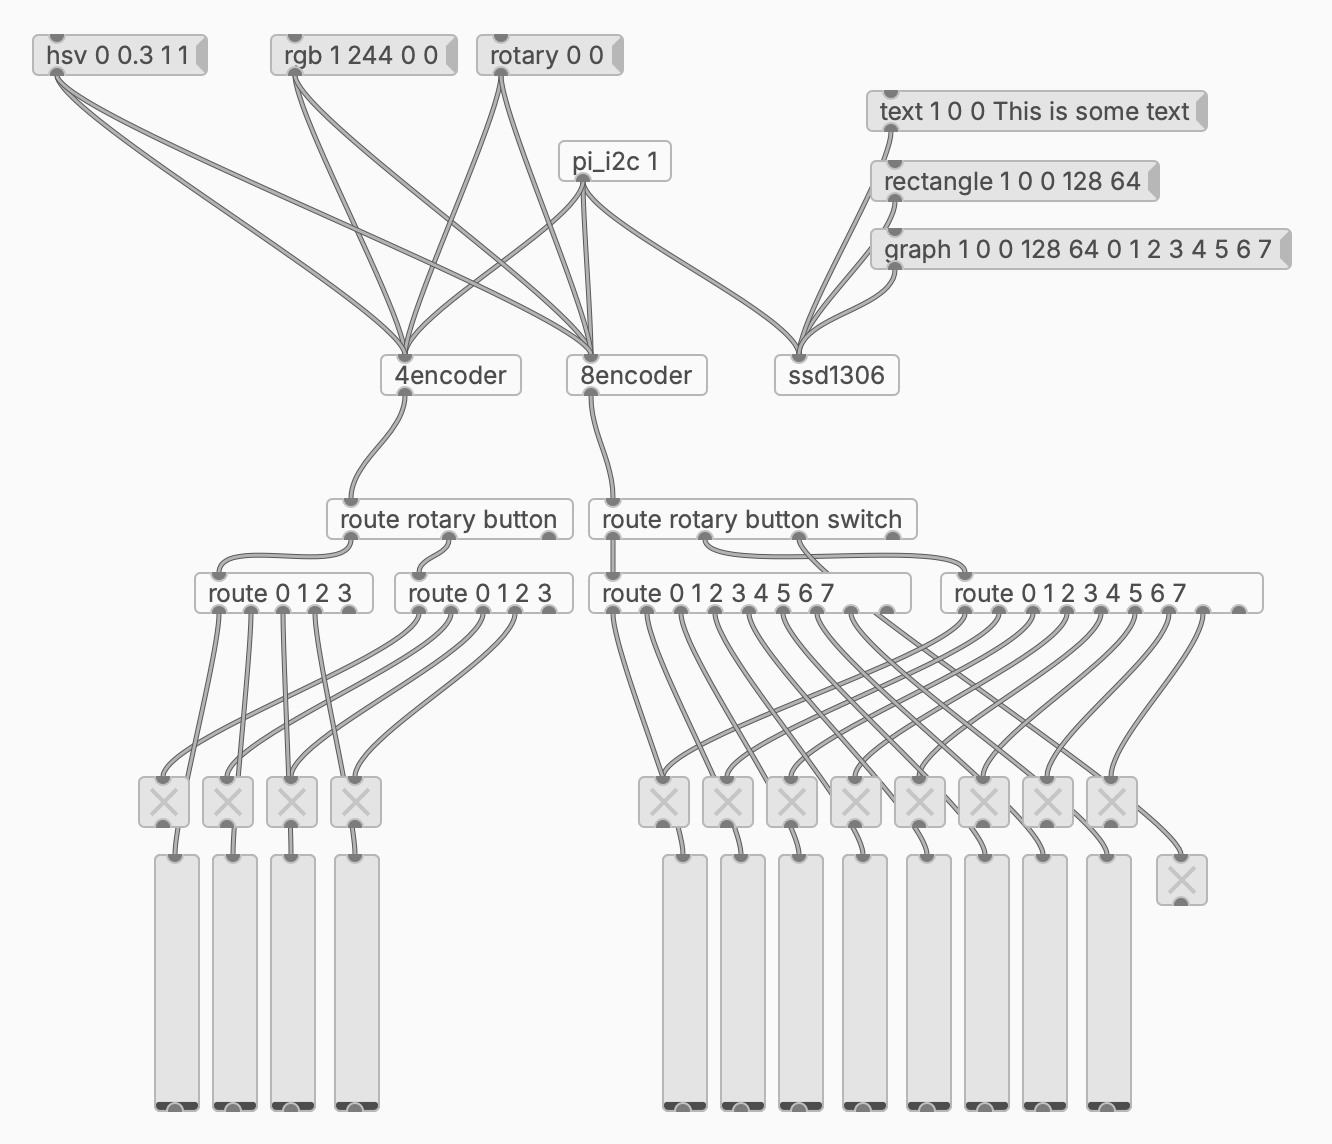 hsv 0 0.3 1 1
rgb 1 244 0 0
rotary 0 0
text 1 0 0 This is some text
pi_i2c 1
rectangle 1 0 0 128 64
graph 1 0 0 128 64 0 1 2 3 4 5 6 7
4encoder
8encoder
ssd1306
route rotary button
route rotary button switch
route 0 1 2 3
route 0 1 2 3
route 0 1 2 3 4 5 6 7
route 0 1 2 3 4 5 6 7